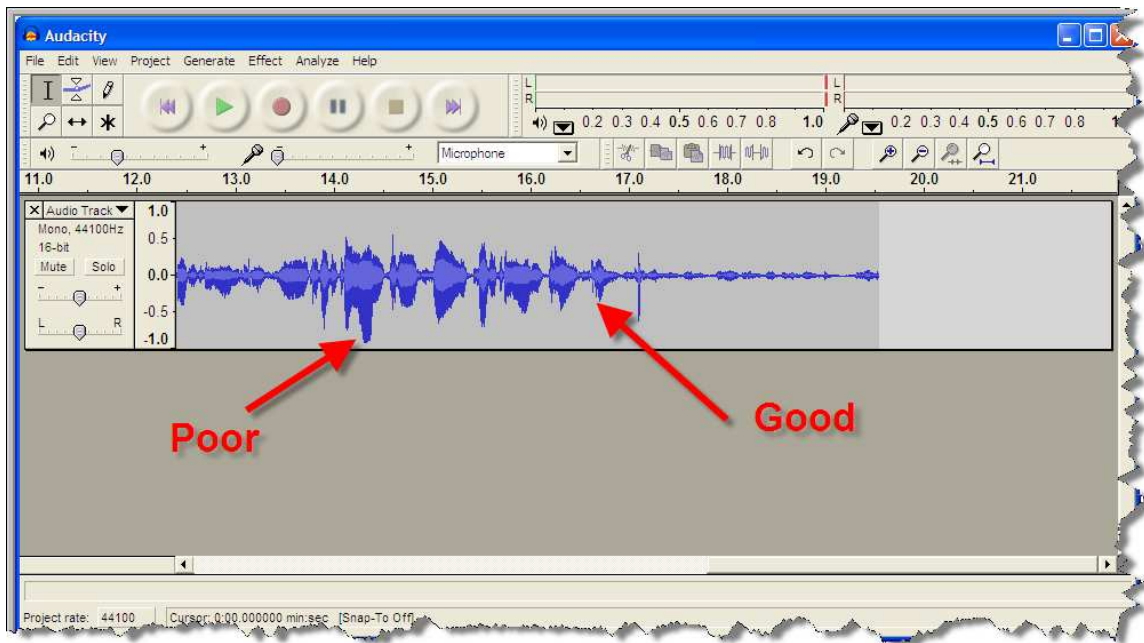 Audacity
File Edit View Project Generate Effect Analyze Help
L
R
L
R
0.2 0.3 0.4 0.5 0.6 0.7 0.8 1.0
0.2 0.3 0.4 0.5 0.6 0.7 0.8
- +
- +
Microphone
11.0 12.0 13.0 14.0 15.0 16.0 17.0 18.0 19.0 20.0 21.0
X Audio Track
Mono, 44100Hz
16-bit
Mute Solo
- +
L R
1.0
0.5
0.0
-0.5
-1.0
Poor
Good
Project rate: 44100 Cursor: 0:00.000000 min:sec [Snap-To Off]